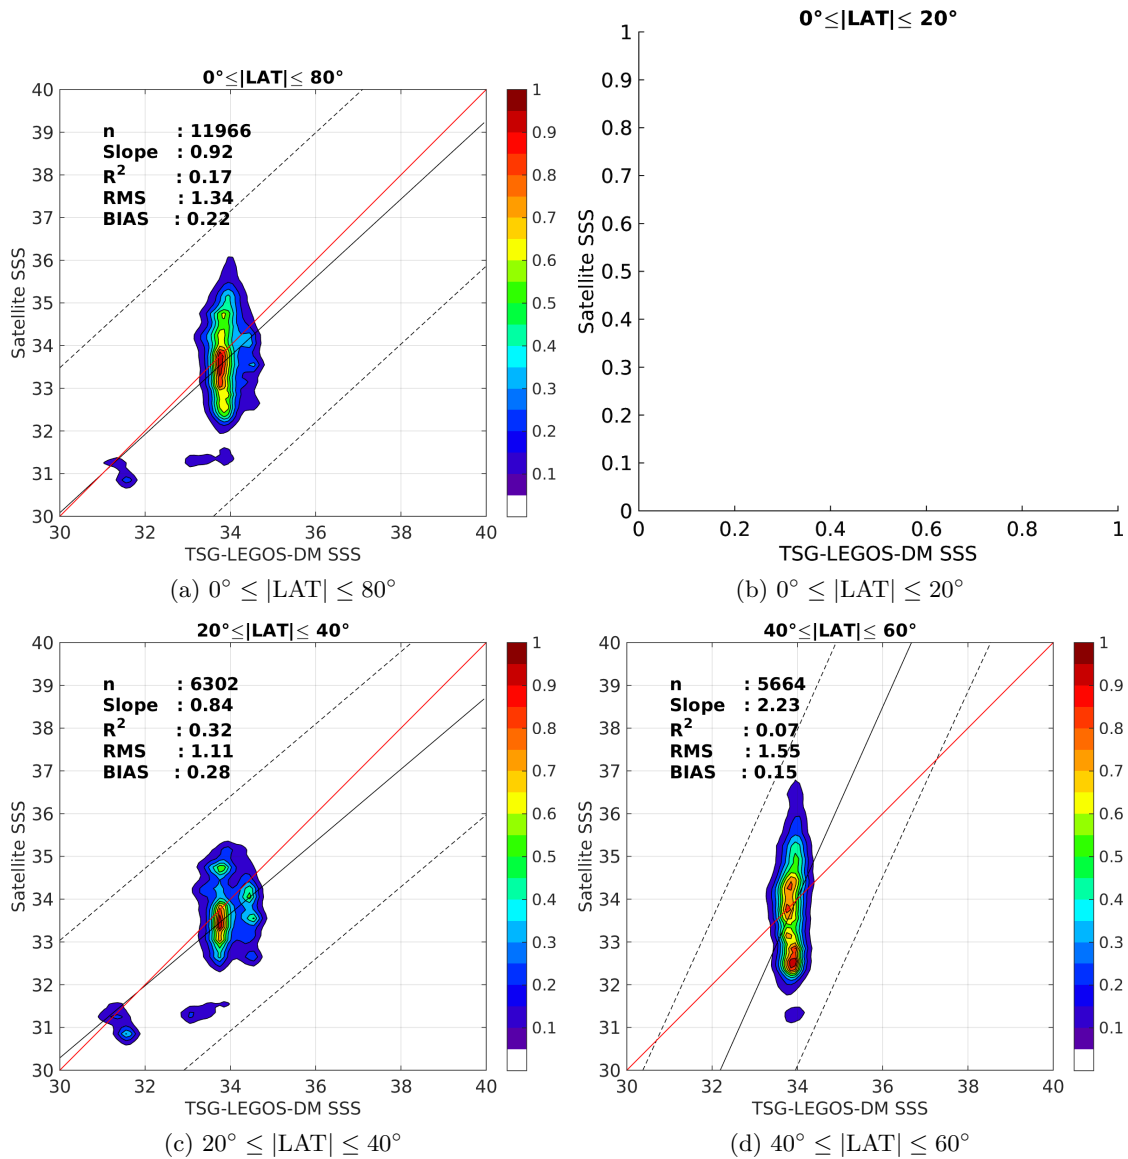 0°≤|LAT|≤ 80°
n : 11966
Slope : 0.92
R² : 0.17
RMS : 1.34
BIAS : 0.22
40
39
38
37
36
35
34
33
32
31
30
30 32 34 36 38 40
Satellite SSS
TSG-LEGOS-DM SSS
1
0.9
0.8
0.7
0.6
0.5
0.4
0.3
0.2
0.1
(a) 0° ≤ |LAT| ≤ 80°
0°≤|LAT|≤ 20°
1
0.9
0.8
0.7
0.6
0.5
0.4
0.3
0.2
0.1
0
0 0.2 0.4 0.6 0.8 1
Satellite SSS
TSG-LEGOS-DM SSS
(b) 0° ≤ |LAT| ≤ 20°
20°≤|LAT|≤ 40°
n : 6302
Slope : 0.84
R² : 0.32
RMS : 1.11
BIAS : 0.28
40
39
38
37
36
35
34
33
32
31
30
30 32 34 36 38 40
Satellite SSS
TSG-LEGOS-DM SSS
1
0.9
0.8
0.7
0.6
0.5
0.4
0.3
0.2
0.1
(c) 20° ≤ |LAT| ≤ 40°
40°≤|LAT|≤ 60°
n : 5664
Slope : 2.23
R² : 0.07
RMS : 1.55
BIAS : 0.15
40
39
38
37
36
35
34
33
32
31
30
30 32 34 36 38 40
Satellite SSS
TSG-LEGOS-DM SSS
1
0.9
0.8
0.7
0.6
0.5
0.4
0.3
0.2
0.1
(d) 40° ≤ |LAT| ≤ 60°